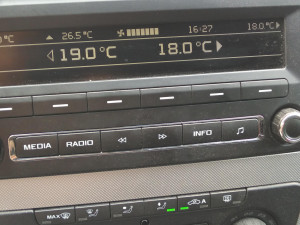 °C ▲ 26.5°C 16:27 18.0°C▶
◁19.0°C 18.0°C▶
MEDIA RADIO INFO
MAX A